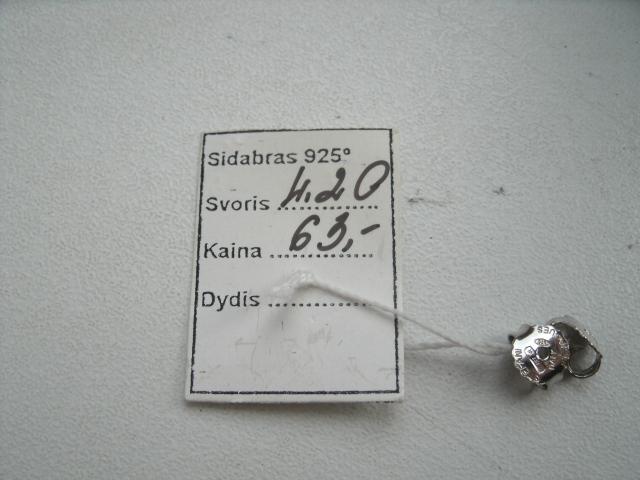 Sidabras 925°
Svoris 4.20
Kaina 63,-
Dydis